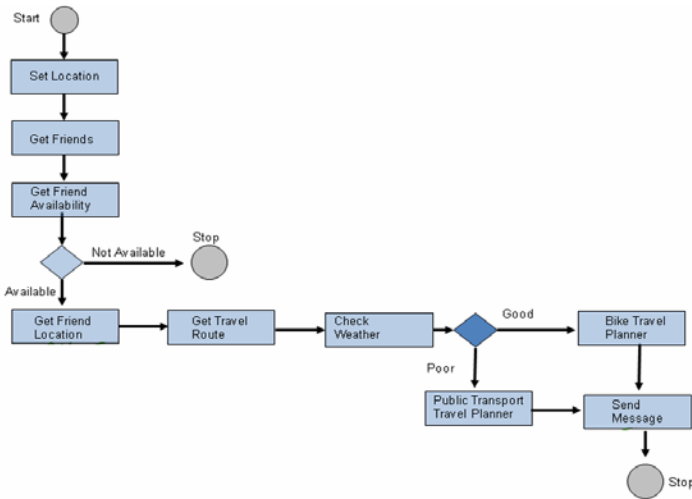 Start
Set Location
Get Friends
Get Friend
Availability
Stop
Not Available
Available
Get Friend
Location
Get Travel
Route
Check
Weather
Good
Bike Travel
Planner
Poor
Public Transport
Travel Planner
Send
Message
Stop